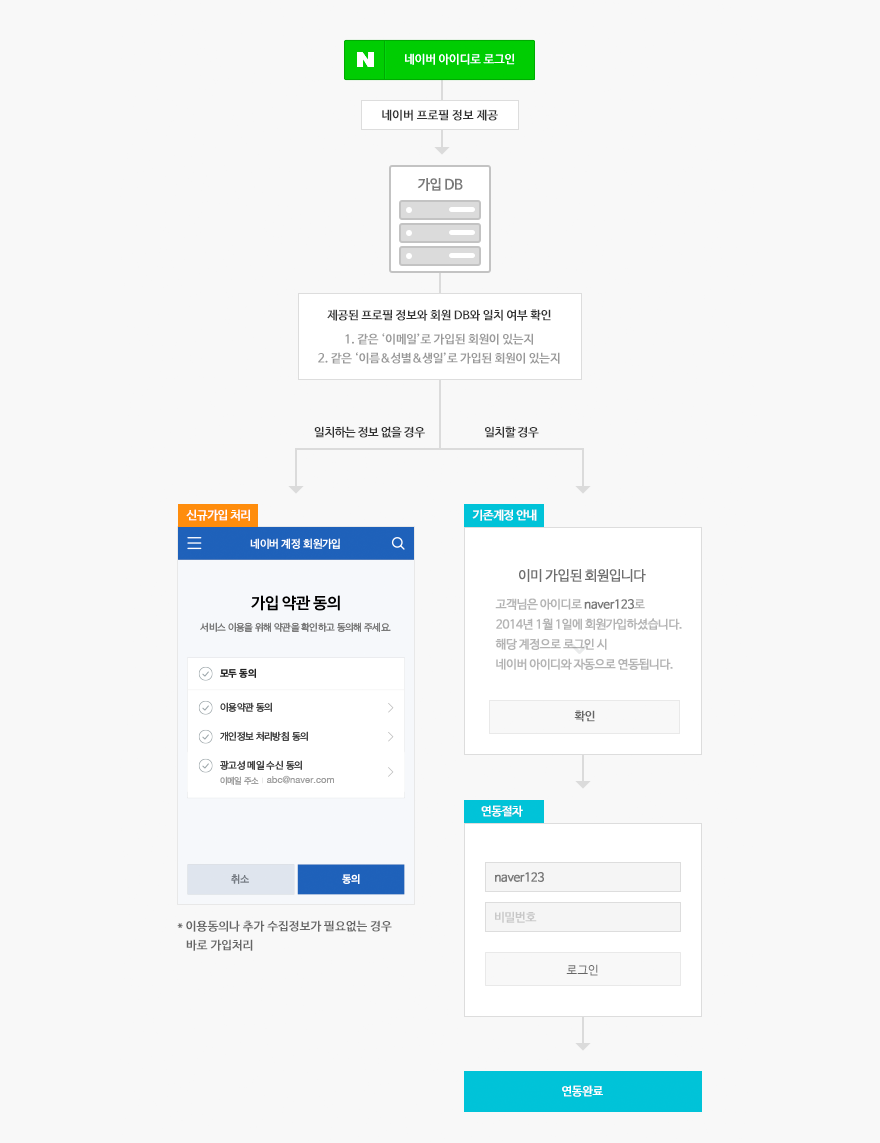 N 네이버 아이디로 로그인
네이버 프로필 정보 제공
가입 DB
제공된 프로필 정보와 회원 DB와 일치 여부 확인
1. 같은 ‘이메일’로 가입된 회원이 있는지
2. 같은 ‘이름&성별&생일’로 가입된 회원이 있는지
일치하는 정보 없을 경우
일치할 경우
신규가입 처리
네이버 계정 회원가입
가입 약관 동의
서비스 이용을 위해 약관을 확인하고 동의해 주세요.
모두 동의
이용약관 동의
개인정보 처리방침 동의
광고성 메일 수신 동의
이메일 주소 | abc@naver.com
취소
동의
* 이용동의나 추가 수집정보가 필요없는 경우
바로 가입처리
기존계정 안내
이미 가입된 회원입니다
고객님은 아이디로 naver123로
2014년 1월 1일에 회원가입하셨습니다.
해당 계정으로 로그인 시
네이버 아이디와 자동으로 연동됩니다.
확인
연동절차
naver123
비밀번호
로그인
연동완료